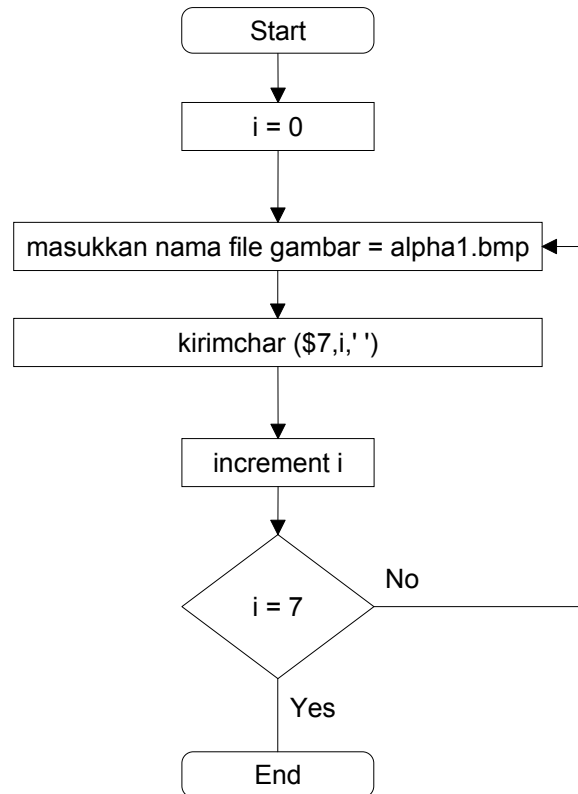 Start
i = 0
masukkan nama file gambar = alpha1.bmp
kirimchar ($7,i,' ')
increment i
i = 7
No
Yes
End